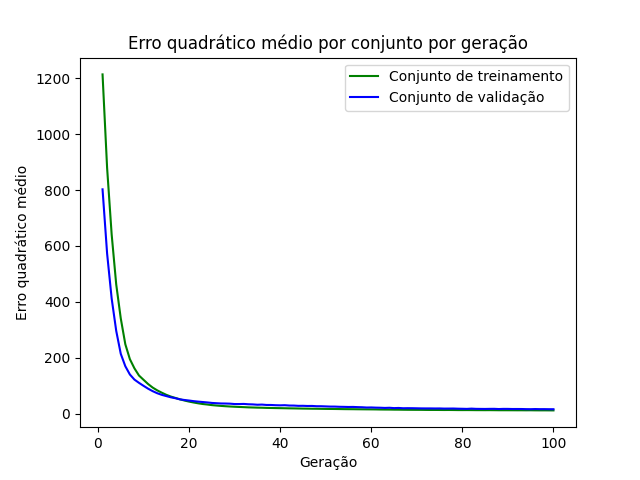 Erro quadrático médio por conjunto por geração
Conjunto de treinamento
Conjunto de validação
Erro quadrático médio
1200
1000
800
600
400
200
0
0 20 40 60 80 100
Geração